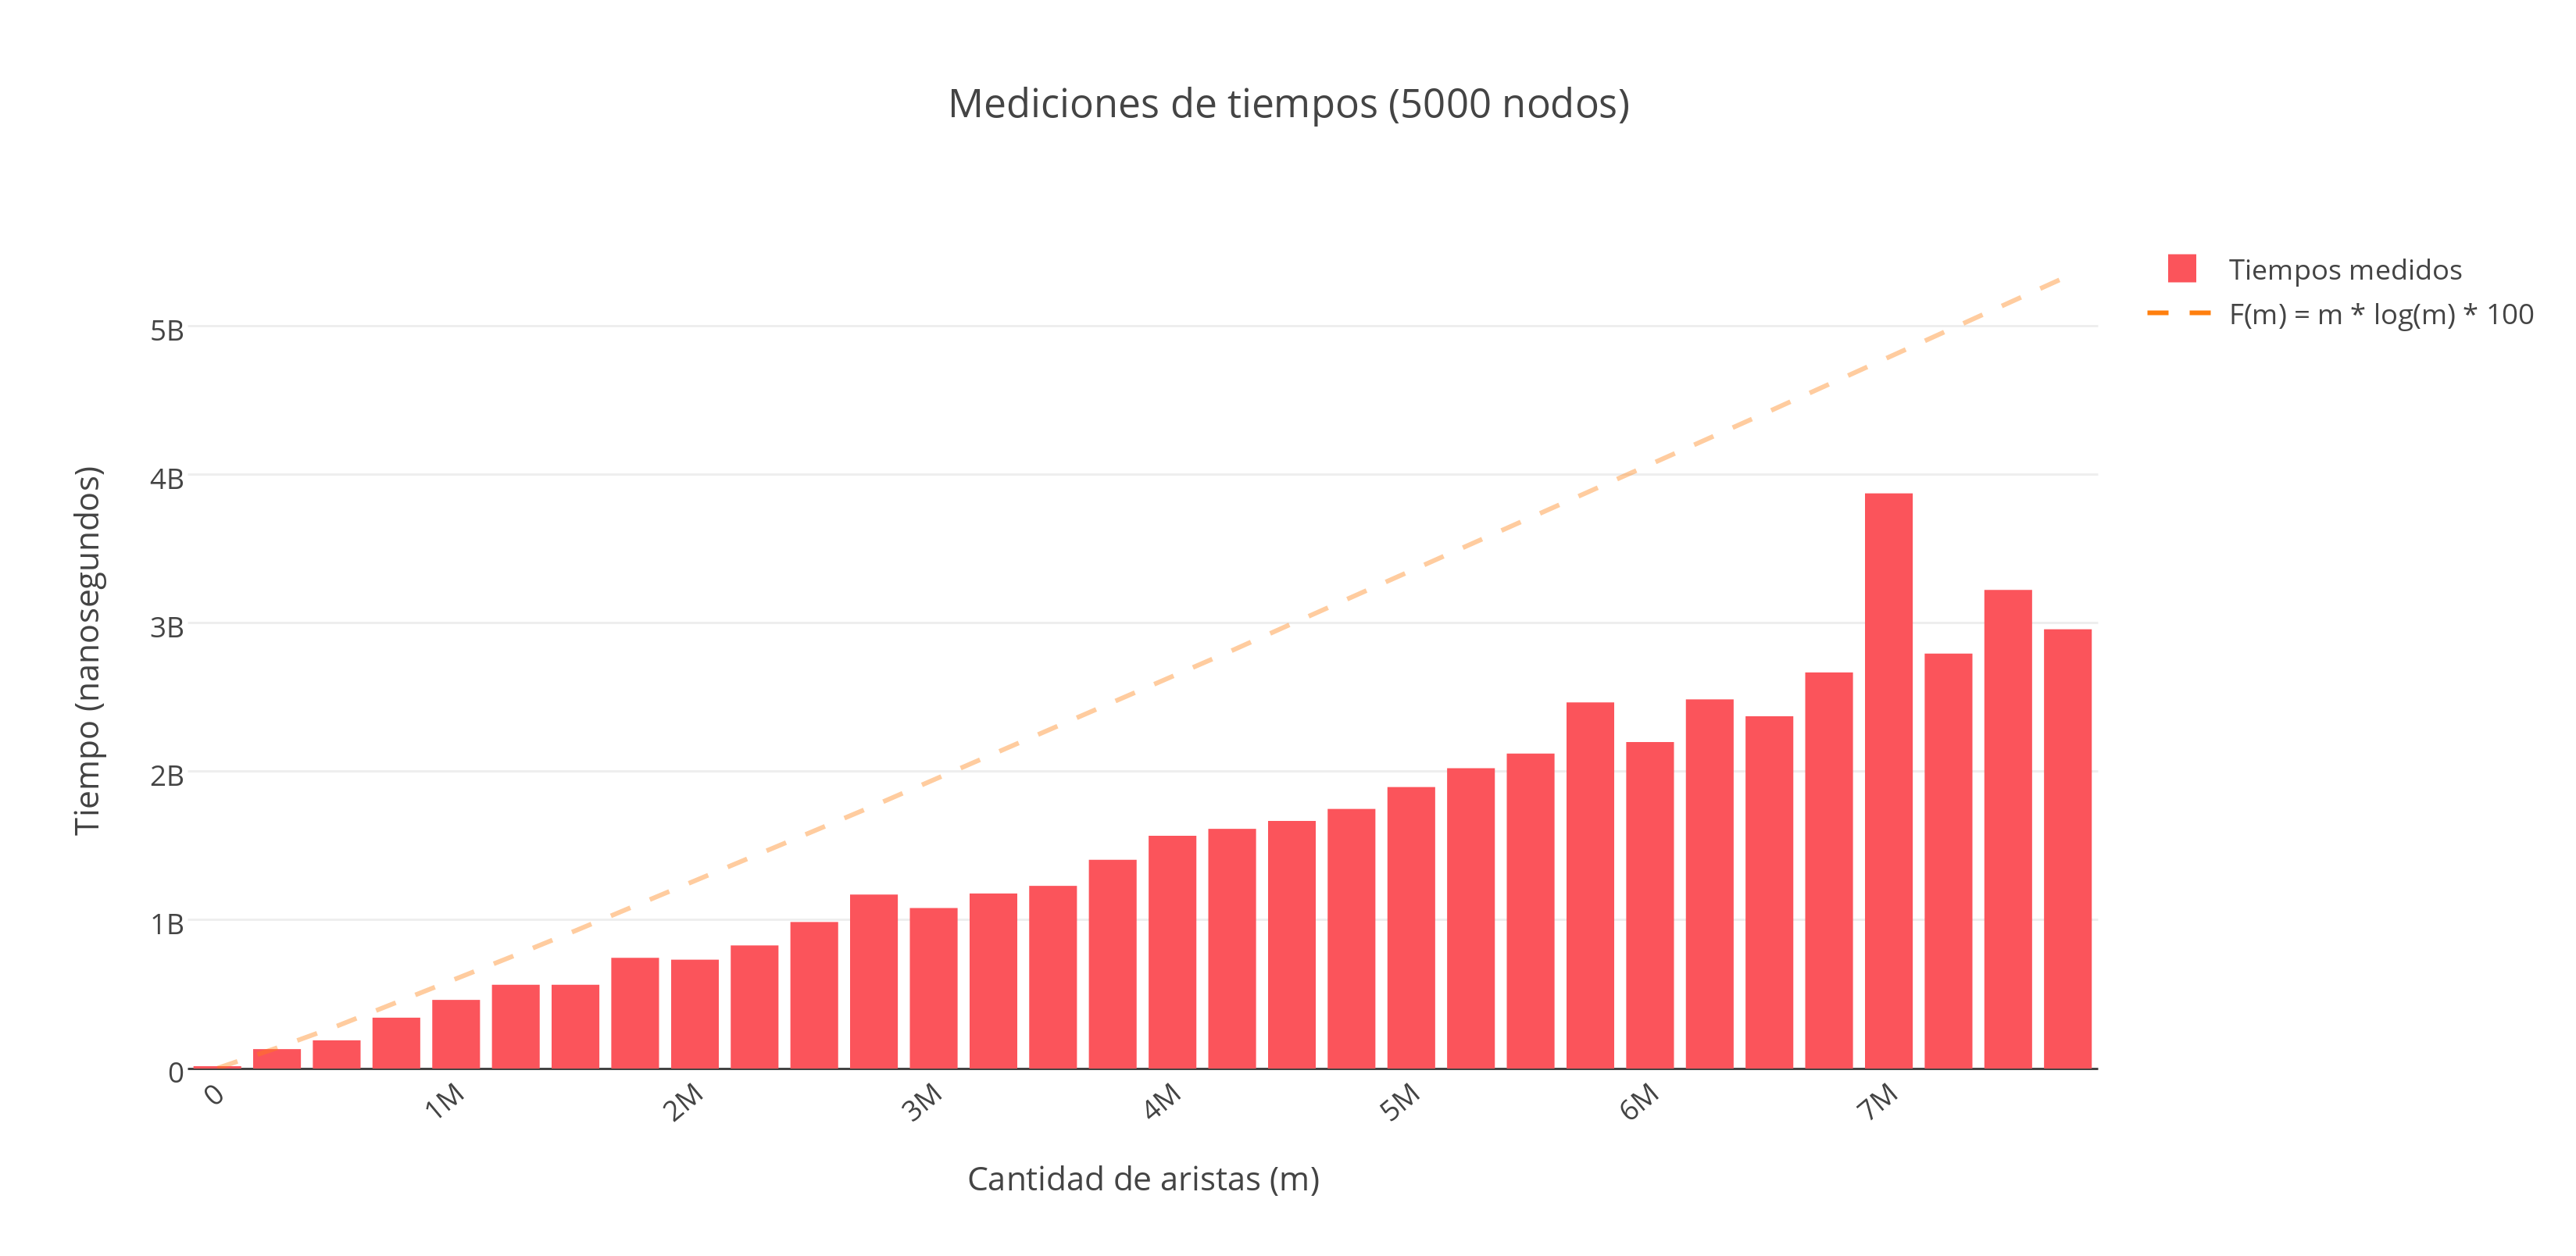 Mediciones de tiempos (5000 nodos)
Tiempos medidos
F(m) = m * log(m) * 100
Tiempo (nanosegundos)
5B
4B
3B
2B
1B
0
0
1M
2M
3M
4M
5M
6M
7M
Cantidad de aristas (m)